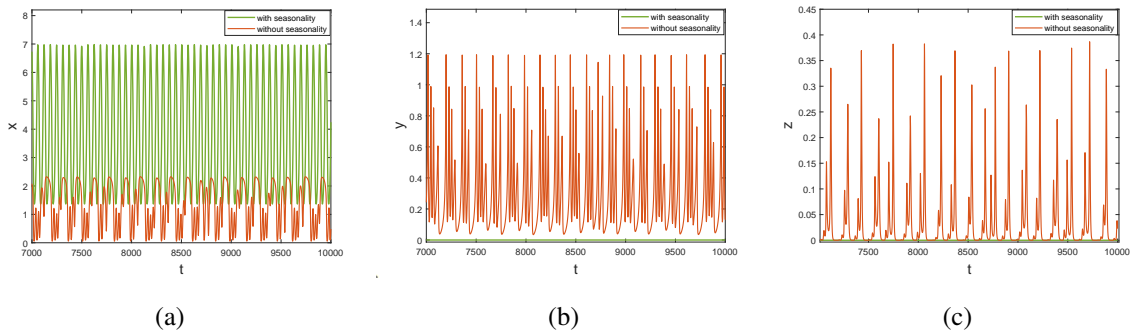 with seasonality
without seasonality
8
7
6
5
4
3
2
1
0
x
7000 7500 8000 8500 9000 9500 10000
t
(a)
with seasonality
without seasonality
1.4
1.2
1
0.8
0.6
0.4
0.2
0
y
7000 7500 8000 8500 9000 9500 10000
t
(b)
with seasonality
without seasonality
0.45
0.4
0.35
0.3
0.25
0.2
0.15
0.1
0.05
0
z
7500 8000 8500 9000 9500 10000
t
(c)